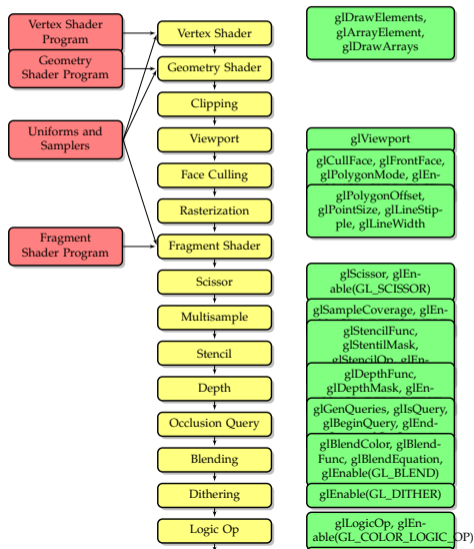 Vertex Shader
Program
Geometry
Shader Program
Uniforms and
Samplers
Fragment
Shader Program
Vertex Shader
Geometry Shader
Clipping
Viewport
Face Culling
Rasterization
Fragment Shader
Scissor
Multisample
Stencil
Depth
Occlusion Query
Blending
Dithering
Logic Op
glDrawElements,
glArrayElement,
glDrawArrays
glViewport
glCullFace, glFrontFace,
glPolygonMode, glEn-
glPolygonOffset,
glPointSize, glLineStip-
ple, glLineWidth
glScissor, glEn-
able(GL_SCISSOR)
glSampleCoverage, glEn-
glStencilFunc,
glStentilMask,
glStencilOp, glEn-
glDepthFunc,
glDepthMask, glEn-
glGenQueries, glIsQuery,
glBeginQuery, glEnd-
glBlendColor, glBlend-
Func, glBlendEquation,
glEnable(GL_BLEND)
glEnable(GL_DITHER)
glLogicOp, glEn-
able(GL_COLOR_LOGIC_OP)